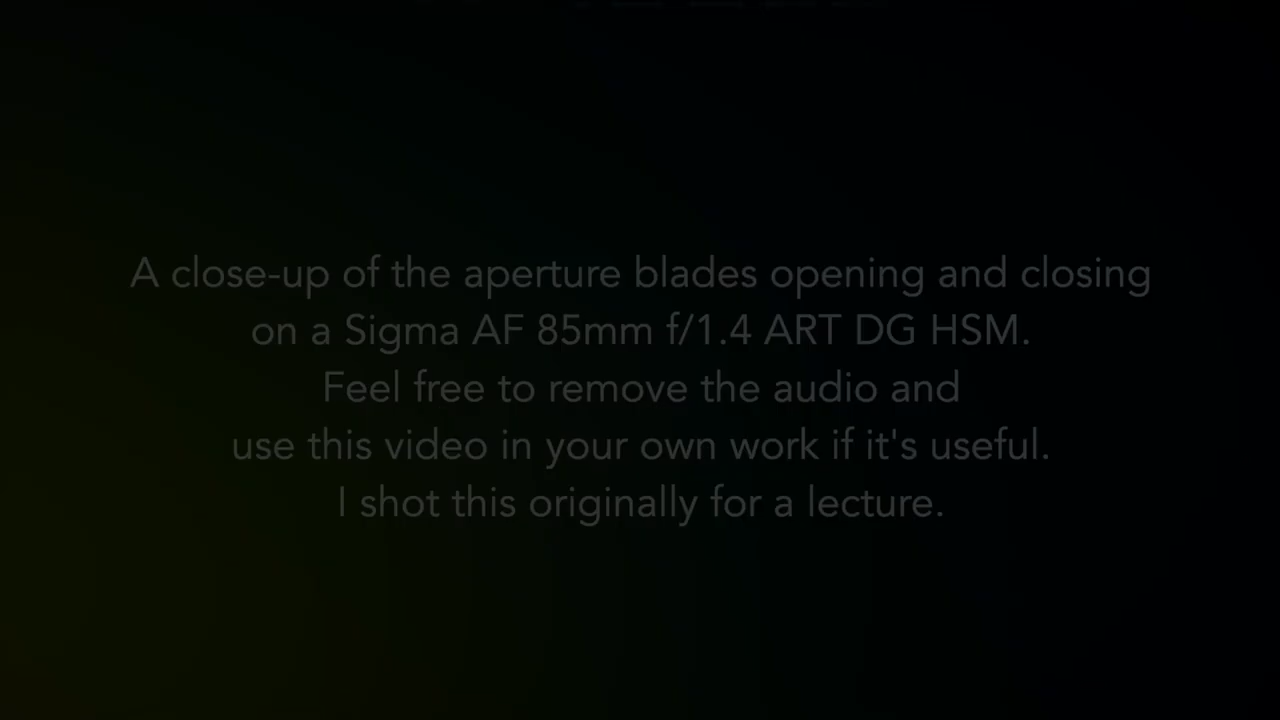 A close-up of the aperture blades opening and closing
on a Sigma AF 85mm f/1.4 ART DG HSM.
Feel free to remove the audio and
use this video in your own work if it's useful.
I shot this originally for a lecture.